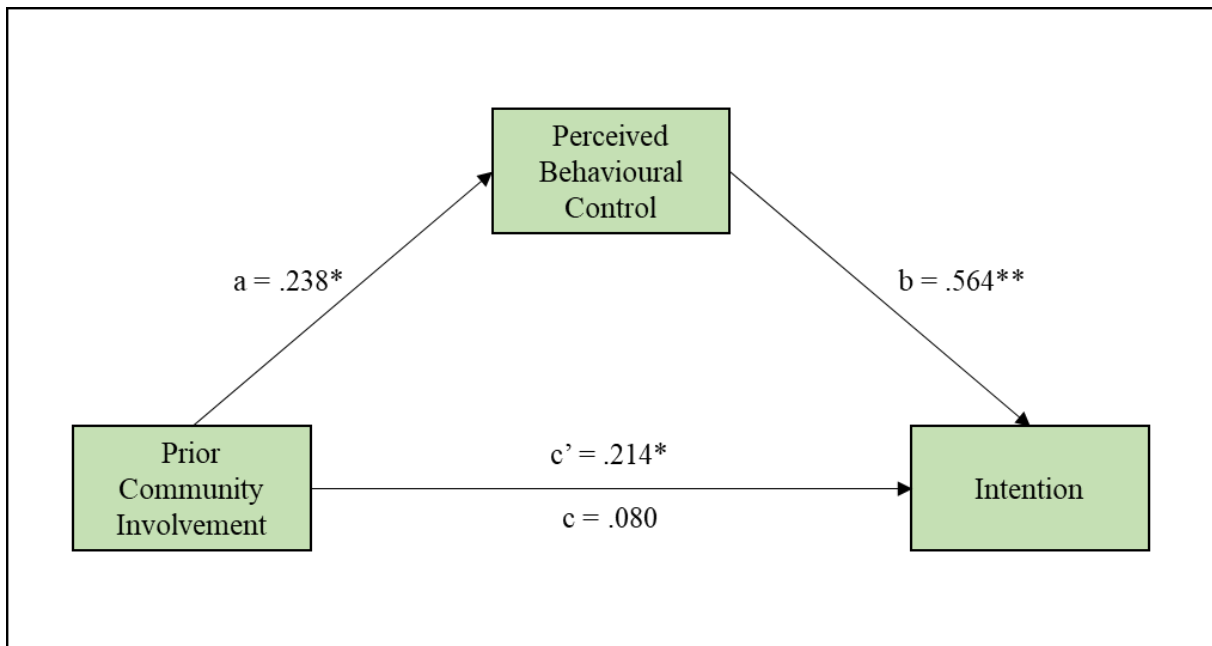 Perceived
Behavioural
Control
a = .238*
b = .564**
Prior
Community
Involvement
c’ = .214*
c = .080
Intention